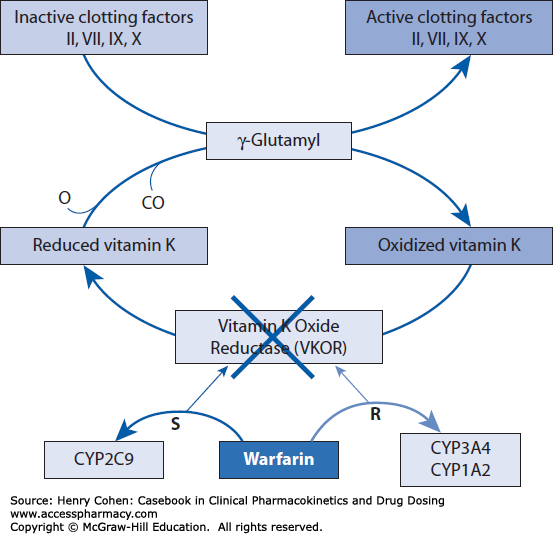 Inactive clotting factors
II, VII, IX, X
Active clotting factors
II, VII, IX, X
γ-Glutamyl
O
CO
Reduced vitamin K
Oxidized vitamin K
Vitamin K Oxide
Reductase (VKOR)
S
R
CYP2C9
Warfarin
CYP3A4
CYP1A2
Source: Henry Cohen: Casebook in Clinical Pharmacokinetics and Drug Dosing
www.accesspharmacy.com
Copyright © McGraw-Hill Education. All rights reserved.